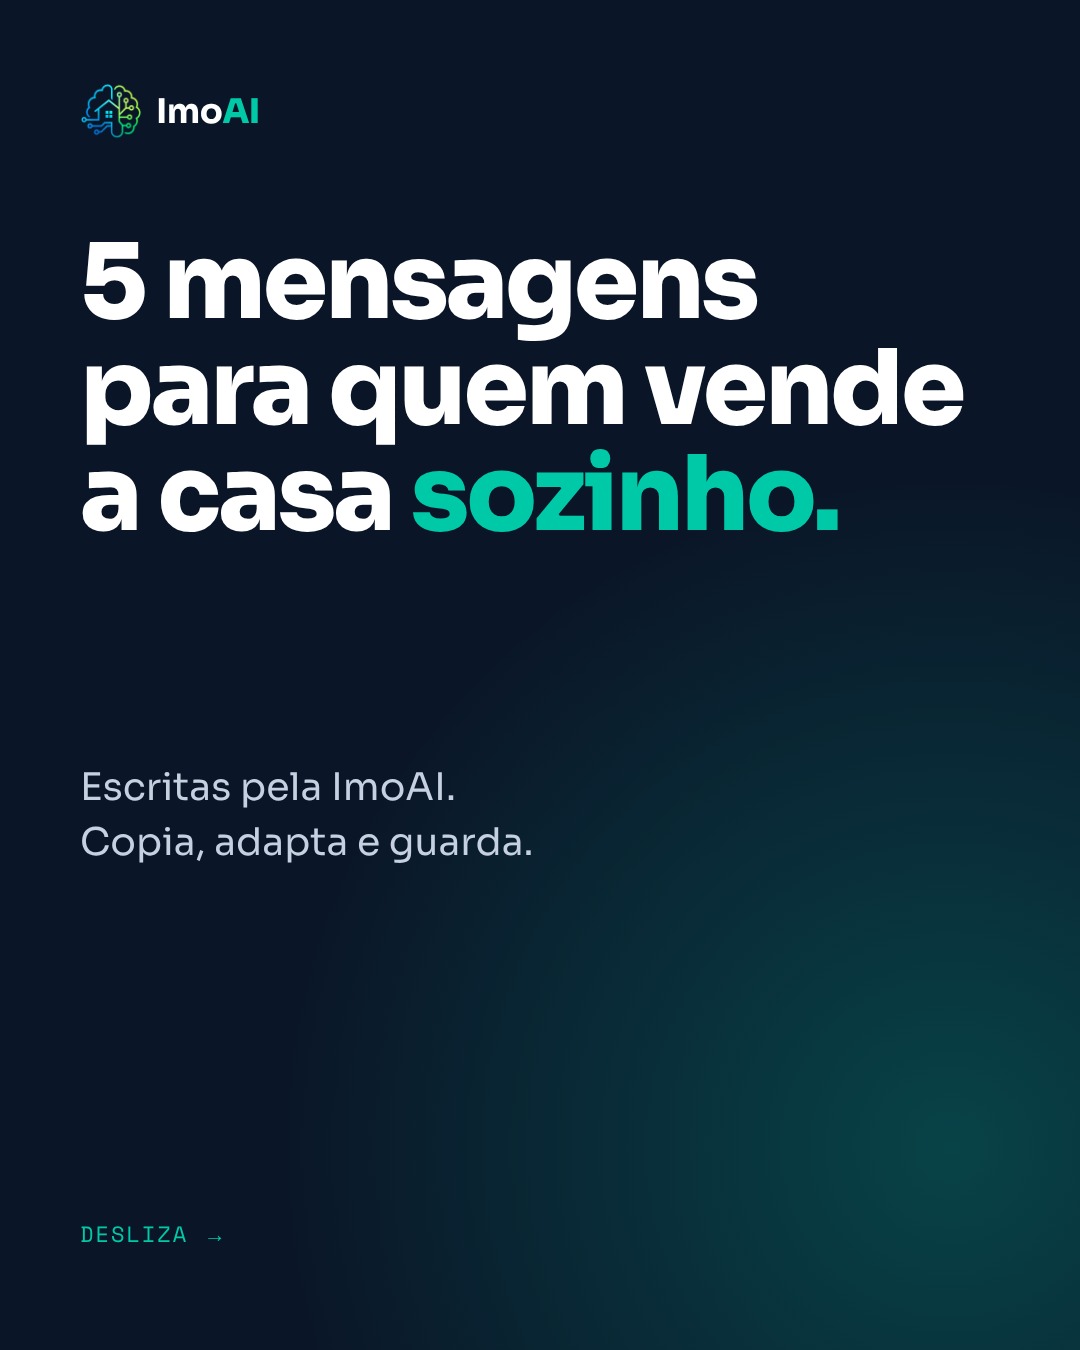 ImoAI
5 mensagens
para quem vende
a casa sozinho.
Escritas pela ImoAI.
Copia, adapta e guarda.
DESLIZA →